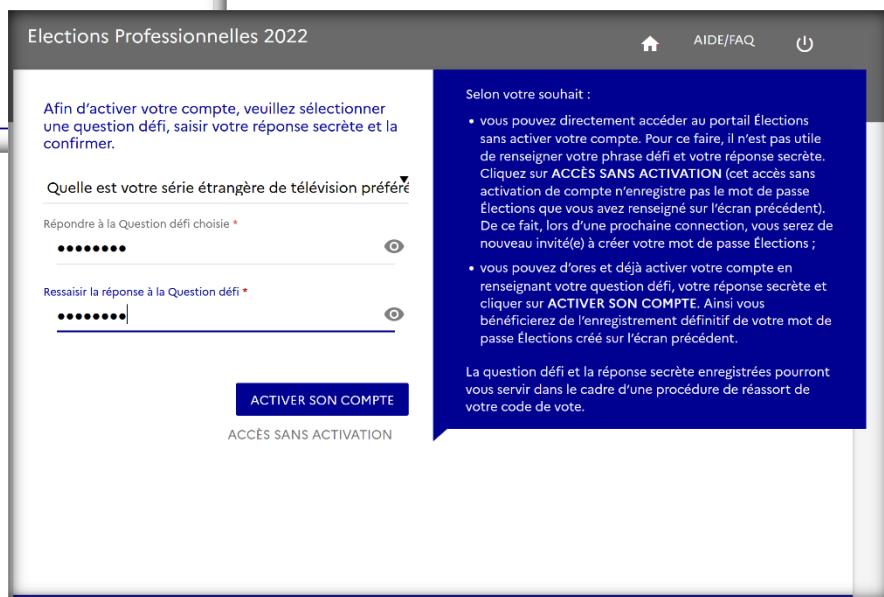 Elections Professionnelles 2022
AIDE/FAQ
Afin d'activer votre compte, veuillez sélectionner
une question défi, saisir votre réponse secrète et la
confirmer.
Quelle est votre série étrangère de télévision préféré
Répondre à la Question défi choisie *
••••••••
Ressaisir la réponse à la Question défi *
••••••••
ACTIVER SON COMPTE
ACCÈS SANS ACTIVATION
Selon votre souhait :
• vous pouvez directement accéder au portail Élections
sans activer votre compte. Pour ce faire, il n'est pas utile
de renseigner votre phrase défi et votre réponse secrète.
Cliquez sur ACCÈS SANS ACTIVATION (cet accès sans
activation de compte n'enregistre pas le mot de passe
Élections que vous avez renseigné sur l'écran précédent).
De ce fait, lors d'une prochaine connection, vous serez de
nouveau invité(e) à créer votre mot de passe Élections ;
• vous pouvez d'ores et déjà activer votre compte en
renseignant votre question défi, votre réponse secrète et
cliquer sur ACTIVER SON COMPTE. Ainsi vous
bénéficierez de l'enregistrement définitif de votre mot de
passe Élections créé sur l'écran précédent.
La question défi et la réponse secrète enregistrées pourront
vous servir dans le cadre d'une procédure de réassort de
votre code de vote.